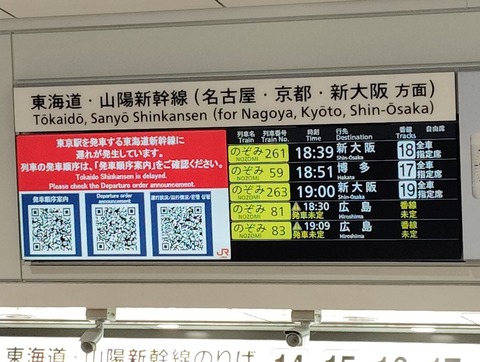 東海道・山陽新幹線(名古屋・京都・新大阪 方面)
Tōkaidō, Sanyō Shinkansen (for Nagoya, Kyōto, Shin-Ōsaka)
東京駅を発車する東海道新幹線に
遅れが発生しています。
列車の発車順序は、「発車順序案内」をご確認ください。
Tokaido Shinkansen is delayed.
Please check the Departure order announcement.
発車順序案内
Departure order
announcement
JR
列車名 列車番号 時刻 行先 番線 自由席
Train Train No. Time Destination Tracks
のぞみ 261 18:39 新大阪 18 全車
NOZOMI Shin-Ōsaka 指定席
のぞみ 59 18:51 博多 17 全車
NOZOMI Hakata 指定席
のぞみ 263 19:00 新大阪 19 全車
NOZOMI Shin-Ōsaka 指定席
のぞみ 81 18:30 広島 番線
NOZOMI 発車未定 Hiroshima 未定
のぞみ 83 19:09 広島 番線
NOZOMI 発車未定 Hiroshima 未定
東海道・山陽新幹線のりば 14 15 16 17